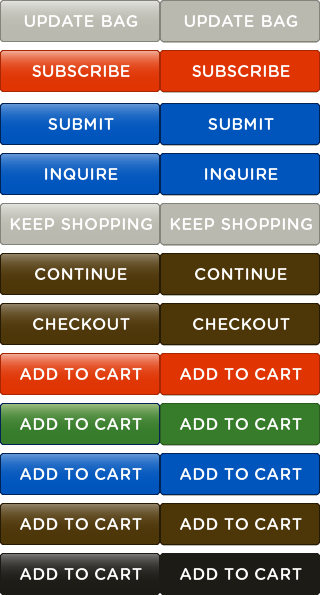 UPDATE BAG UPDATE BAG
SUBSCRIBE SUBSCRIBE
SUBMIT SUBMIT
INQUIRE INQUIRE
KEEP SHOPPING KEEP SHOPPING
CONTINUE CONTINUE
CHECKOUT CHECKOUT
ADD TO CART ADD TO CART
ADD TO CART ADD TO CART
ADD TO CART ADD TO CART
ADD TO CART ADD TO CART
ADD TO CART ADD TO CART